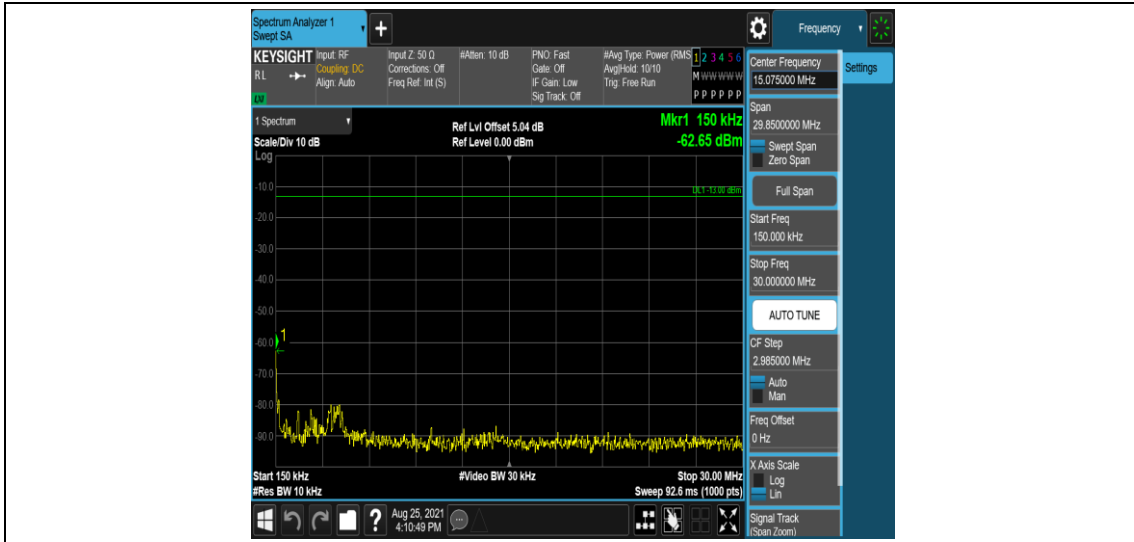 Spectrum Analyzer 1
Swept SA
+
Frequency
KEYSIGHT
RL
LXI
Input: RF
Coupling: DC
Align: Auto
Input Z: 50 Ω
Corrections: Off
Freq Ref: Int (S)
#Atten: 10 dB
PNO: Fast
Gate: Off
IF Gain: Low
Sig Track: Off
#Avg Type: Power (RMS
Avg|Hold: 10/10
Trig: Free Run
1 2 3 4 5 6
M W W W W W
P P P P P P
1 Spectrum
Scale/Div 10 dB
Log
Ref Lvl Offset 5.04 dB
Ref Level 0.00 dBm
Mkr1 150 kHz
-62.65 dBm
DL1 -13.00 dBm
-10.0
-20.0
-30.0
-40.0
-50.0
-60.0
-70.0
-80.0
-90.0
1
Start 150 kHz
#Res BW 10 kHz
#Video BW 30 kHz
Stop 30.00 MHz
Sweep 92.6 ms (1000 pts)
?
Aug 25, 2021
4:10:49 PM
Center Frequency
15.075000 MHz
Settings
Span
29.8500000 MHz
Swept Span
Zero Span
Full Span
Start Freq
150.000 kHz
Stop Freq
30.000000 MHz
AUTO TUNE
CF Step
2.985000 MHz
Auto
Man
Freq Offset
0 Hz
X Axis Scale
Log
Lin
Signal Track
(Span Zoom)